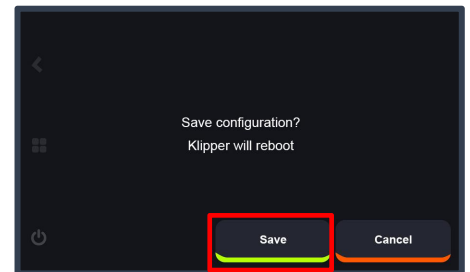 Save configuration?
Klipper will reboot
Save
Cancel